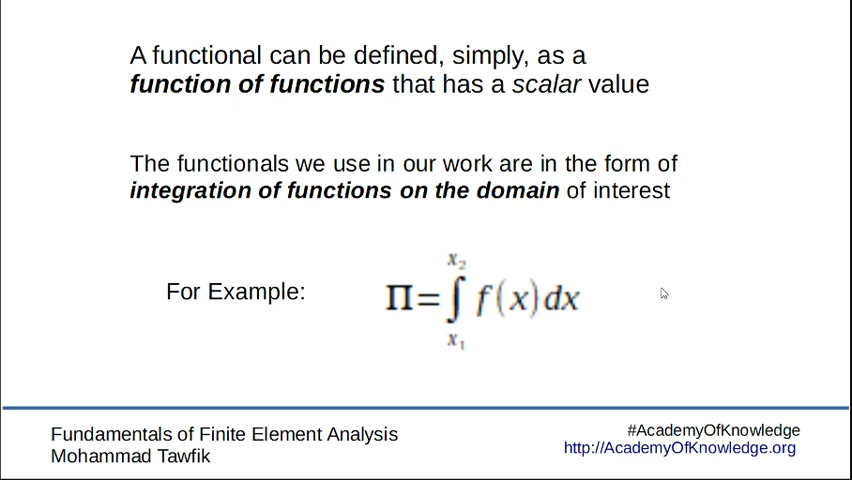 A functional can be defined, simply, as a
function of functions that has a scalar value
The functionals we use in our work are in the form of
integration of functions on the domain of interest
For Example:
Π=∫_{x₁}^{x₂} f(x)dx
Fundamentals of Finite Element Analysis
Mohammad Tawfik
#AcademyOfKnowledge
http://AcademyOfKnowledge.org